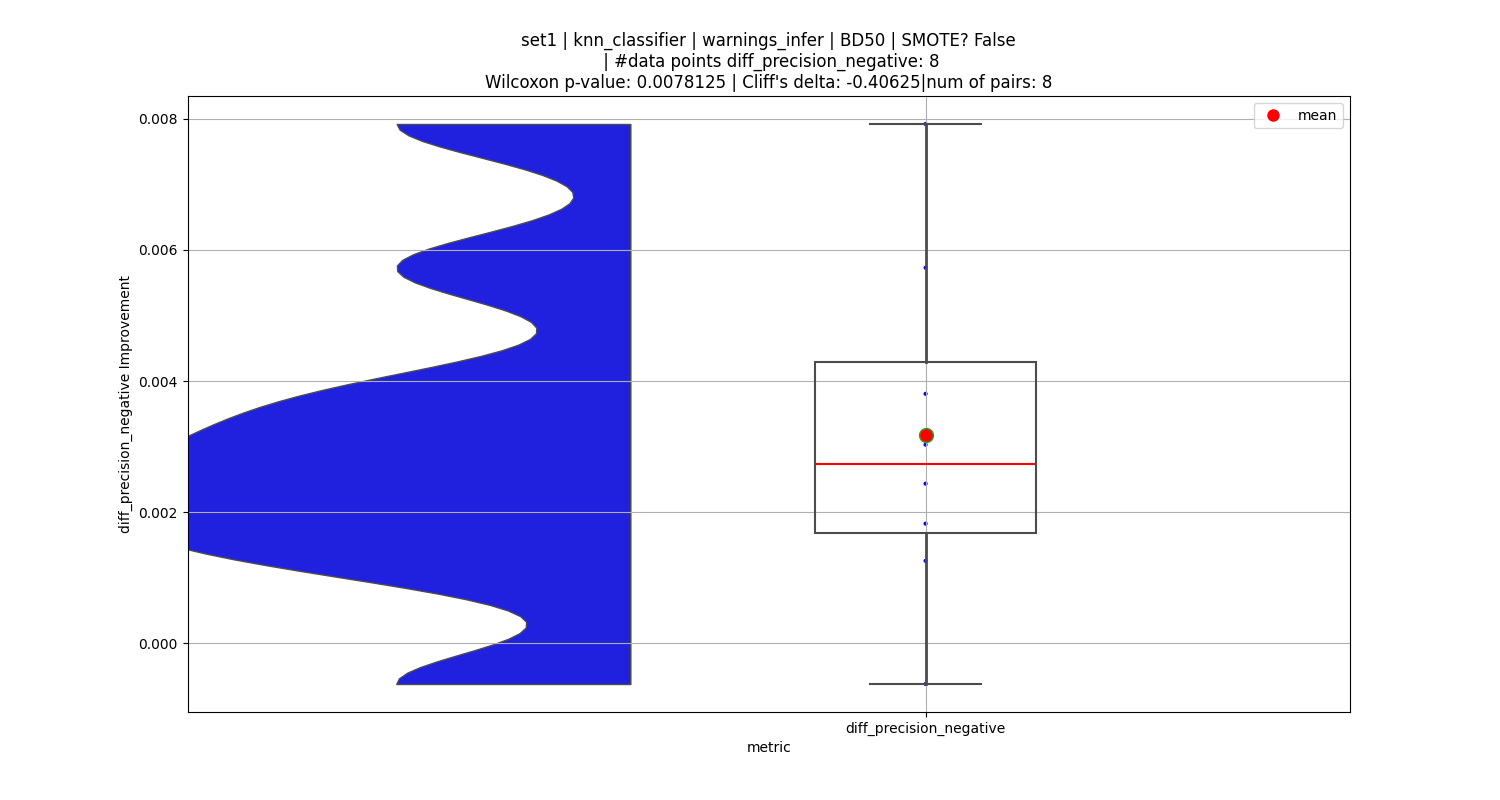 set1 | knn_classifier | warnings_infer | BD50 | SMOTE? False
| #data points diff_precision_negative: 8
Wilcoxon p-value: 0.0078125 | Cliff's delta: -0.40625|num of pairs: 8
mean
0.008
0.006
0.004
0.002
0.000
diff_precision_negative Improvement
diff_precision_negative
metric